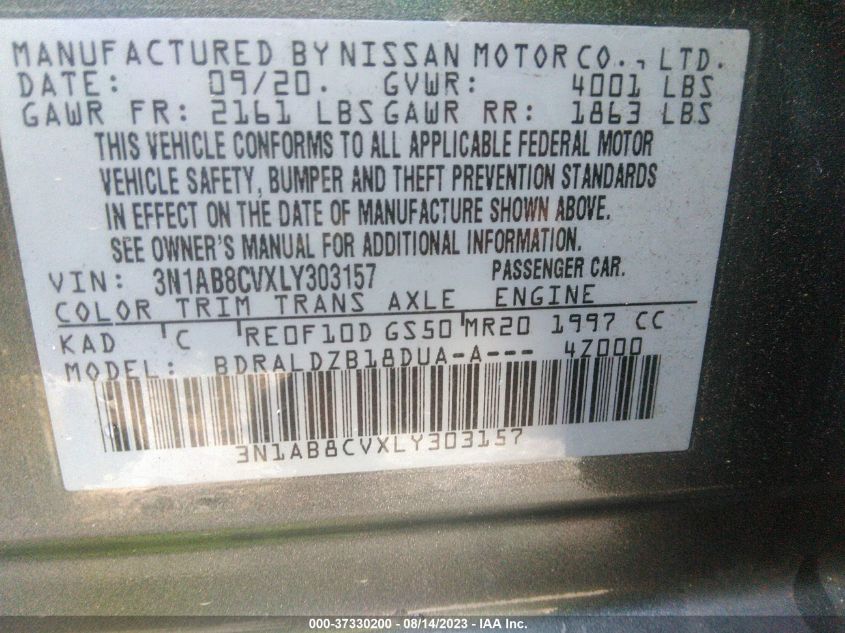 MANUFACTURED BY NISSAN MOTOR CO., LTD.
DATE: 09/20. GVWR: 4001 LBS
GAWR FR: 2161 LBS GAWR RR: 1863 LBS
THIS VEHICLE CONFORMS TO ALL APPLICABLE FEDERAL MOTOR
VEHICLE SAFETY, BUMPER AND THEFT PREVENTION STANDARDS
IN EFFECT ON THE DATE OF MANUFACTURE SHOWN ABOVE.
SEE OWNER'S MANUAL FOR ADDITIONAL INFORMATION.
VIN: 3N1AB8CVXLY303157 PASSENGER CAR.
COLOR TRIM TRANS AXLE ENGINE
KAD C RE0F10D GS50 MR20 1997 CC
MODEL: BDRALDZB18DUA-A--- 4Z000
3N1AB8CVXLY303157
000-37330200 - 08/14/2023 - IAA Inc.